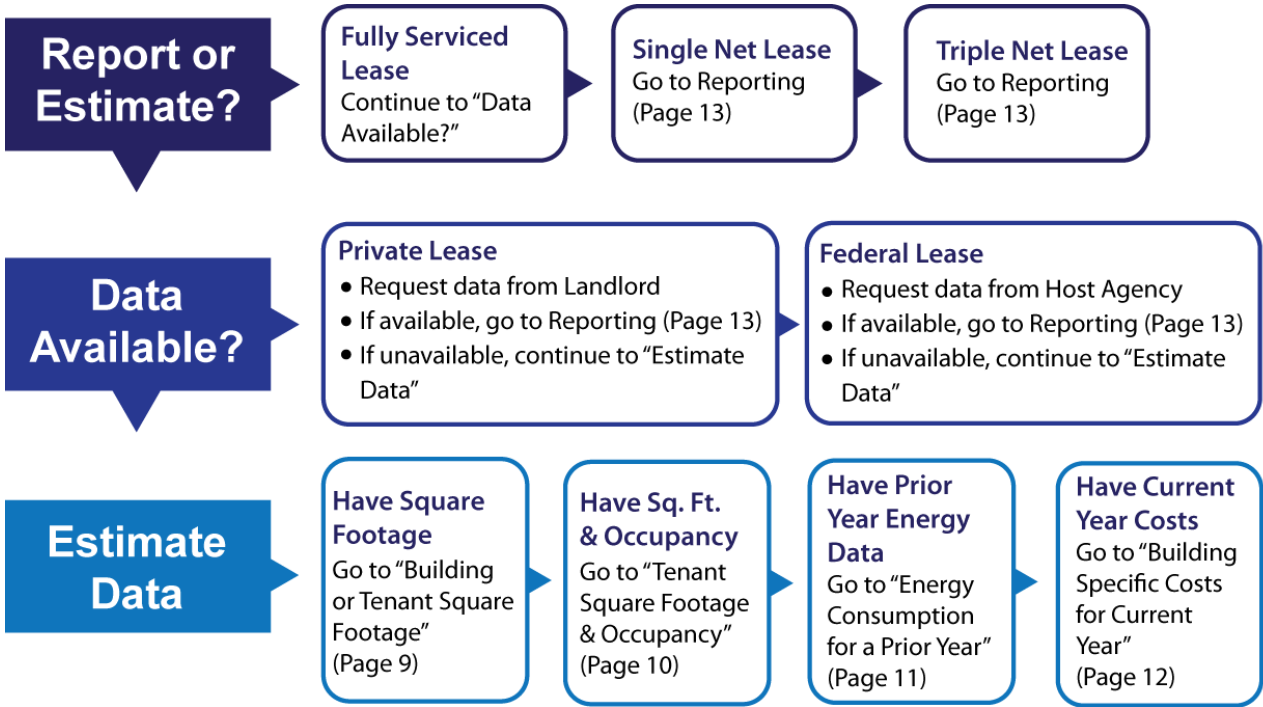 Report or
Estimate?
Fully Serviced
Lease
Continue to “Data
Available?”
Single Net Lease
Go to Reporting
(Page 13)
Triple Net Lease
Go to Reporting
(Page 13)
Data
Available?
Private Lease
• Request data from Landlord
• If available, go to Reporting (Page 13)
• If unavailable, continue to “Estimate
Data”
Federal Lease
• Request data from Host Agency
• If available, go to Reporting (Page 13)
• If unavailable, continue to “Estimate
Data”
Estimate
Data
Have Square
Footage
Go to “Building
or Tenant Square
Footage”
(Page 9)
Have Sq. Ft.
& Occupancy
Go to “Tenant
Square Footage
& Occupancy”
(Page 10)
Have Prior
Year Energy
Data
Go to “Energy
Consumption
for a Prior Year”
(Page 11)
Have Current
Year Costs
Go to “Building
Specific Costs
for Current
Year”
(Page 12)